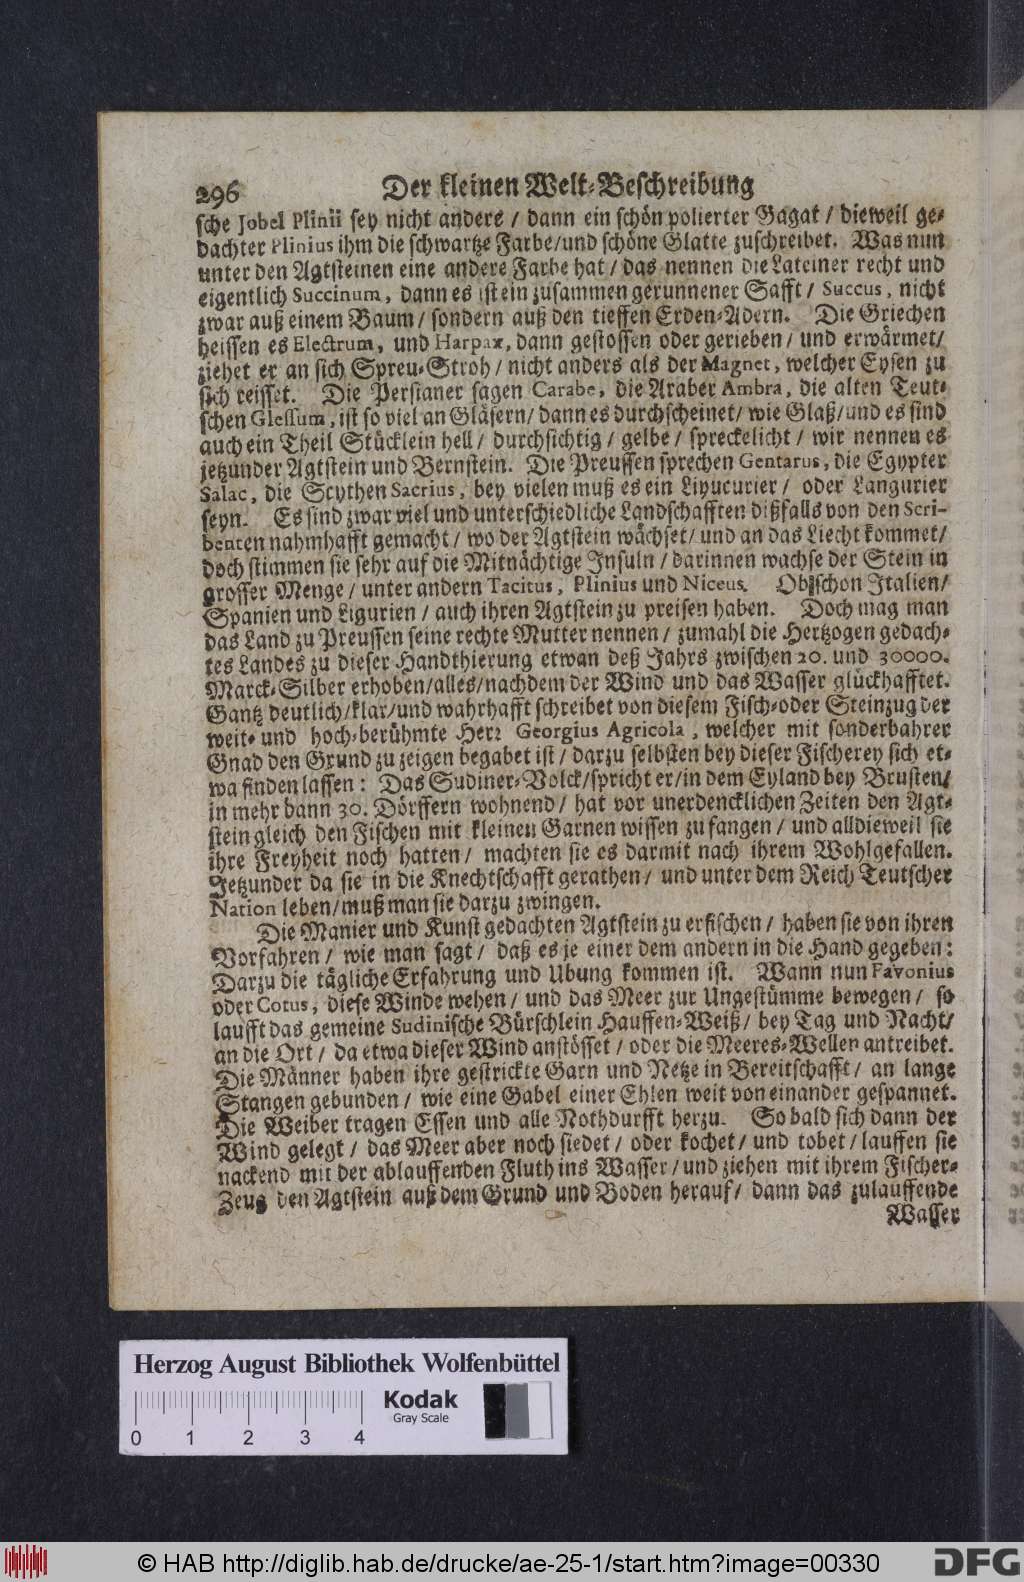 296 Der kleinen Welt-Beschreibung
sche Jobel Plinii sey nicht andere / dann ein schön polierter Gagat / dieweil ge-
dachter Plinius ihm die schwartze Farbe/und schöne Glatte zuschreibet. Was nun
unter den Agtsteinen eine andere Farbe hat / das nennen die Lateiner recht und
eigentlich Succinum, dann es ist ein zusammen gerunnener Safft / Succus, nicht
zwar auß einem Baum / sondern auß den tieffen Erden-Adern. Die Griechen
heissen es Electrum, und Harpax, dann gestossen oder gerieben / und erwärmet/
ziehet er an sich Spreu-Stroh / nicht anders als der Magnet, welcher Eysen zu
sich reisset. Die Persianer sagen Carabe, die Araber Ambra, die alten Teut-
schen Glessum, ist so viel an Gläsern/ dann es durchscheinet/ wie Glaß/und es sind
auch ein Theil Stücklein hell / durchsichtig / gelbe / spreckelicht / wir nennen es
jetzunder Agtstein und Bernstein. Die Preussen sprechen Gentarus, die Egypter
Salac, die Scythen Sacrius, bey vielen muß es ein Liyucurier / oder Langurier
seyn. Es sind zwar viel und unterschiedliche Landschafften dißfalls von den Scri-
benten nahmhafft gemacht / wo der Agtstein wächset/ und an das Liecht kommet/
doch stimmen sie sehr auf die Mitnächtige Insuln / darinnen wachse der Stein in
grosser Menge / unter andern Tacitus, Plinius und Niceus. Obschon Italien/
Spanien und Ligurien / auch ihren Agtstein zu preisen haben. Doch mag man
das Land zu Preussen seine rechte Mutter nennen / zumahl die Hertzogen gedach-
tes Landes zu dieser Handthierung etwan deß Jahrs zwischen 20. und 30000.
Marck-Silber erhoben/alles/nachdem der Wind und das Wasser glückhafftet.
Gantz deutlich/klar/und wahrhafft schreibet von diesem Fisch-oder Steinzug der
weit- und hoch-berühmte Herr Georgius Agricola, welcher mit sonderbahrer
Gnad den Grund zu zeigen begabet ist / darzu selbsten bey dieser Fischerey sich et-
wa finden lassen: Das Sudiner-Volck/spricht er/in dem Eyland bey Brusten/
in mehr dann 30. Dörffern wohnend / hat vor unerdencklichen Zeiten den Agt-
stein gleich den Fischen mit kleinen Garnen wissen zu fangen / und alldieweil sie
ihre Freyheit noch hatten / machten sie es darmit nach ihrem Wohlgefallen.
Jetzunder da sie in die Knechtschafft gerathen / und unter dem Reich Teutscher
Nation leben/muß man sie darzu zwingen.
Die Manier und Kunst gedachten Agtstein zu erfischen / haben sie von ihren
Vorfahren / wie man sagt / daß es je einer dem andern in die Hand gegeben:
Darzu die tägliche Erfahrung und Ubung kommen ist. Wann nun Favonius
oder Cotus, diese Winde wehen / und das Meer zur Ungestümme bewegen / so
laufft das gemeine Sudinische Bürschlein Hauffen-Weiß / bey Tag und Nacht/
an die Ort / da etwa dieser Wind anstösset / oder die Meeres-Wellen antreibet.
Die Männer haben ihre gestrickte Garn und Netze in Bereitschafft / an lange
Stangen gebunden / wie eine Gabel einer Ehlen weit von einander gespannet.
Die Weiber tragen Essen und alle Nothdurfft herzu. So bald sich dann der
Wind gelegt / das Meer aber noch siedet / oder kochet / und tobet / lauffen sie
nackend mit der ablauffenden Fluth ins Wasser / und ziehen mit ihrem Fischer-
Zeug den Agtstein auß dem Grund und Boden herauf / dann das zulauffende
Wasser
Herzog August Bibliothek Wolfenbüttel
Kodak
Gray Scale
0 1 2 3 4
© HAB http://diglib.hab.de/drucke/ae-25-1/start.htm?image=00330
DFG